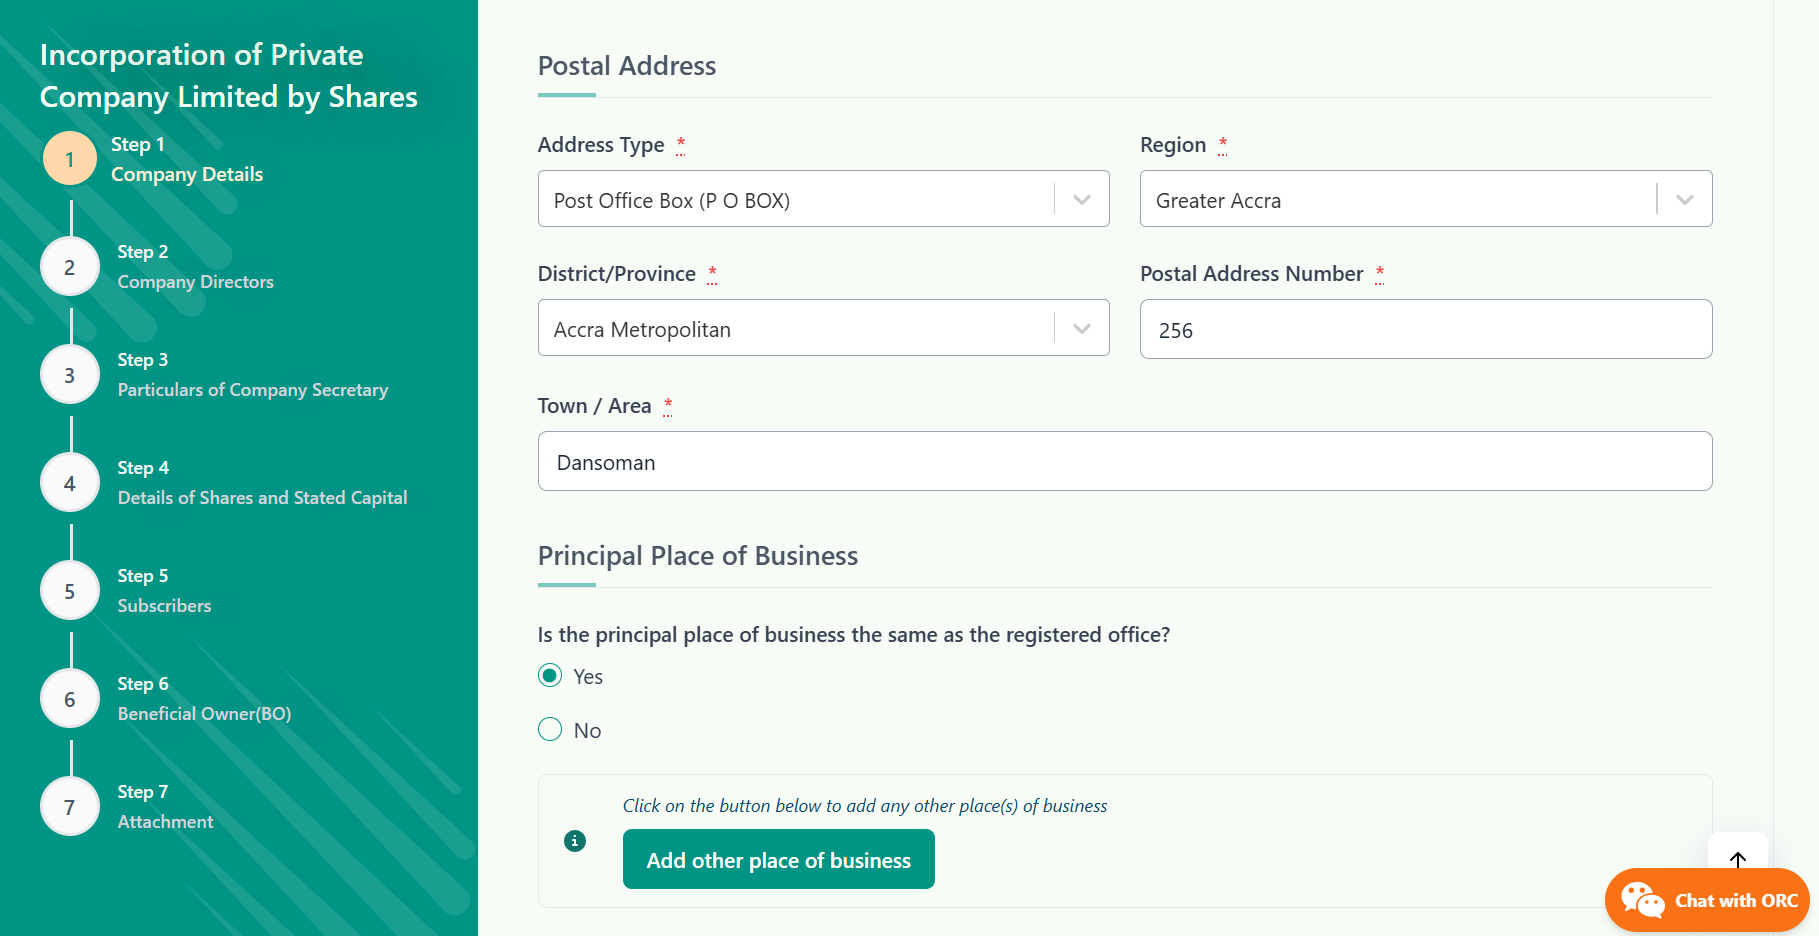 Incorporation of Private
Company Limited by Shares
1
Step 1
Company Details
2
Step 2
Company Directors
3
Step 3
Particulars of Company Secretary
4
Step 4
Details of Shares and Stated Capital
5
Step 5
Subscribers
6
Step 6
Beneficial Owner(BO)
7
Step 7
Attachment
Postal Address
Address Type *
Post Office Box (P O BOX)
Region *
Greater Accra
District/Province *
Accra Metropolitan
Postal Address Number *
256
Town / Area *
Dansoman
Principal Place of Business
Is the principal place of business the same as the registered office?
Yes
No
Click on the button below to add any other place(s) of business
Add other place of business
Chat with ORC